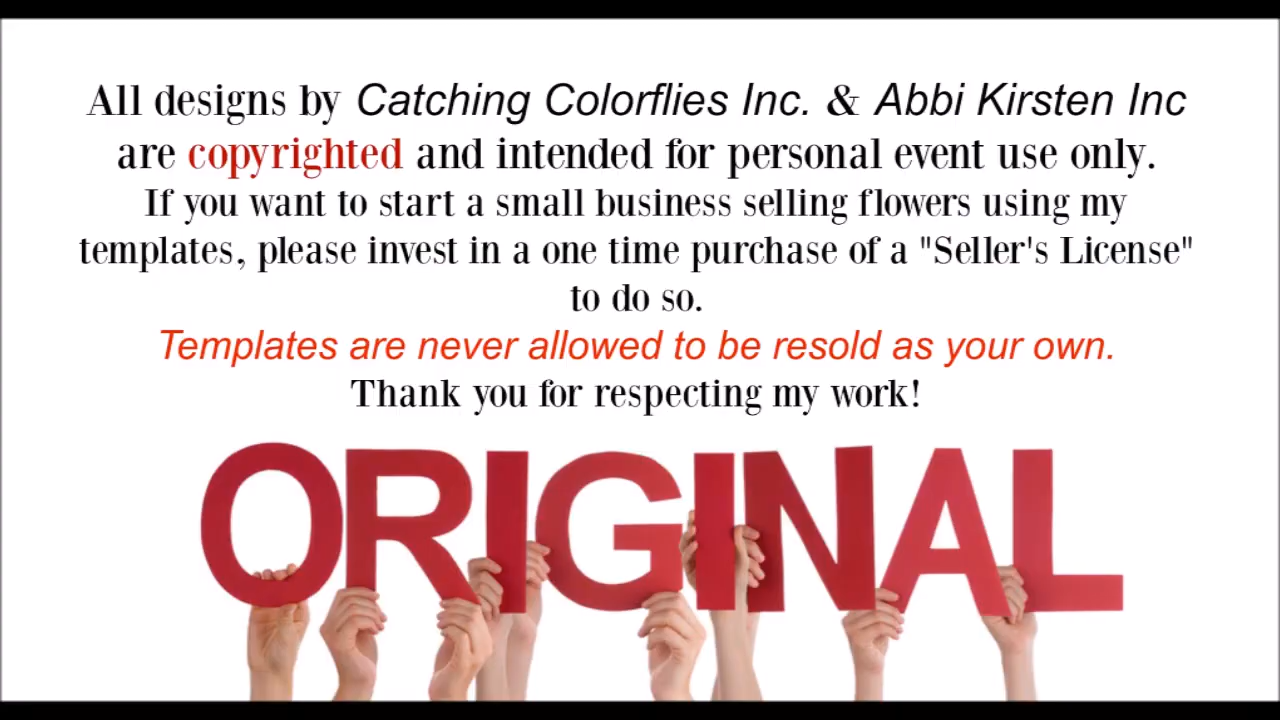 All designs by Catching Colorflies Inc. & Abbi Kirsten Inc
are copyrighted and intended for personal event use only.
If you want to start a small business selling flowers using my
templates, please invest in a one time purchase of a "Seller's License"
to do so.
Templates are never allowed to be resold as your own.
Thank you for respecting my work!
ORIGINAL